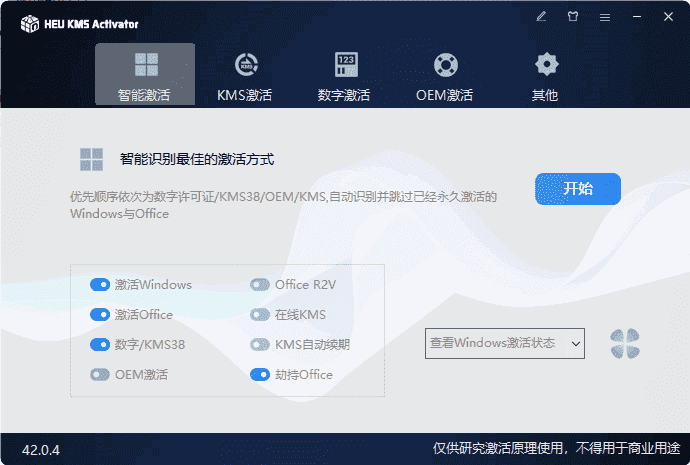 HEU KMS Activator
智能激活
KMS激活
数字激活
OEM激活
其他
智能识别最佳的激活方式
开始
优先顺序依次为数字许可证/KMS38/OEM/KMS,自动识别并跳过已经永久激活的
Windows与Office
激活Windows
Office R2V
激活Office
在线KMS
数字/KMS38
KMS自动续期
OEM激活
劫持Office
查看Windows激活状态
42.0.4
仅供研究激活原理使用，不得用于商业用途